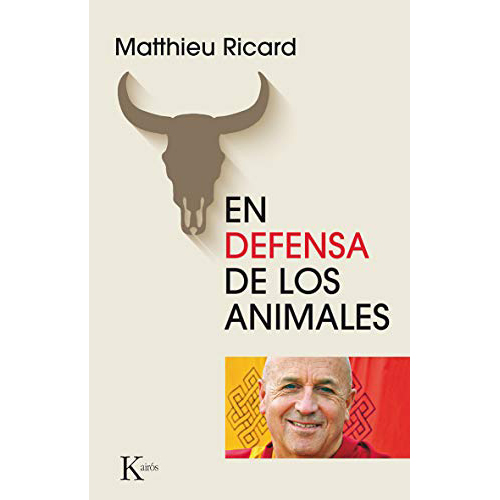 Matthieu Ricard
EN
DEFENSA
DE LOS
ANIMALES
Kairós